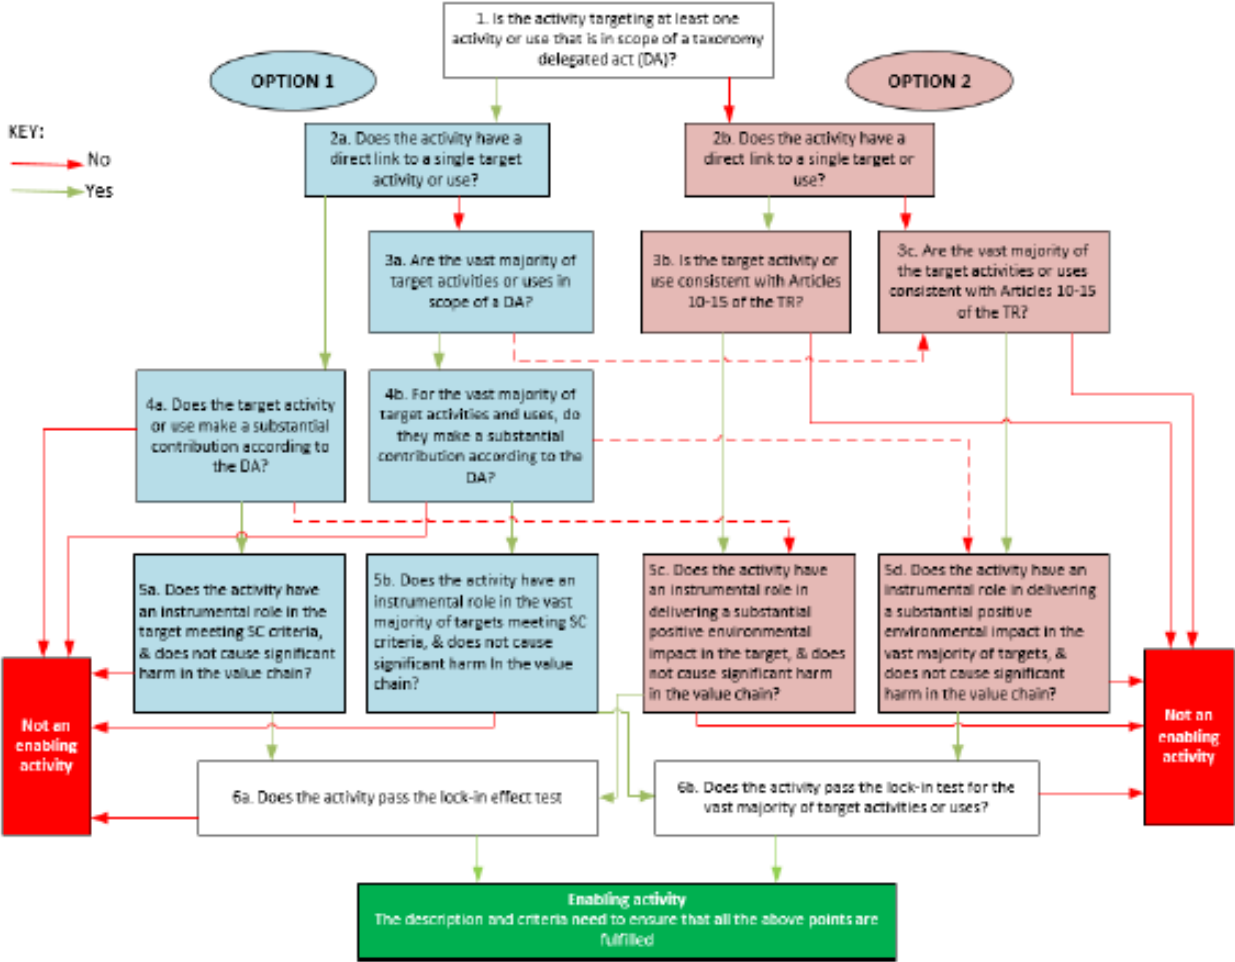 1. Is the activity targeting at least one
activity or use that is in scope of a taxonomy
delegated act (DA)?
OPTION 1
OPTION 2
KEY:
No
Yes
2a. Does the activity have a
direct link to a single target
activity or use?
2b. Does the activity have a
direct link to a single target or
use?
3a. Are the vast majority of
target activities or uses in
scope of a DA?
3b. Is the target activity or
use consistent with Articles
10-15 of the TR?
3c. Are the vast majority of
the target activities or uses
consistent with Articles 10-15
of the TR?
4a. Does the target activity
or use make a substantial
contribution according to
the DA?
4b. For the vast majority of
target activities and uses, do
they make a substantial
contribution according to the
DA?
5a. Does the activity have
an instrumental role in the
target meeting SC criteria,
& does not cause significant
harm in the value chain?
5b. Does the activity have an
instrumental role in the vast
majority of targets meeting SC
criteria, & does not cause
significant harm In the value
chain?
5c. Does the activity have
an instrumental role in
delivering a substantial
positive environmental
impact in the target, & does
not cause significant harm
in the value chain?
5d. Does the activity have an
instrumental role in delivering
a substantial positive
environmental impact in the
vast majority of targets, &
does not cause significant
harm in the value chain?
Not an
enabling
activity
Not an
enabling
activity
6a. Does the activity pass the lock-in effect test
6b. Does the activity pass the lock-in test for the
vast majority of target activities or uses?
Enabling activity
The description and criteria need to ensure that all the above points are
fulfilled